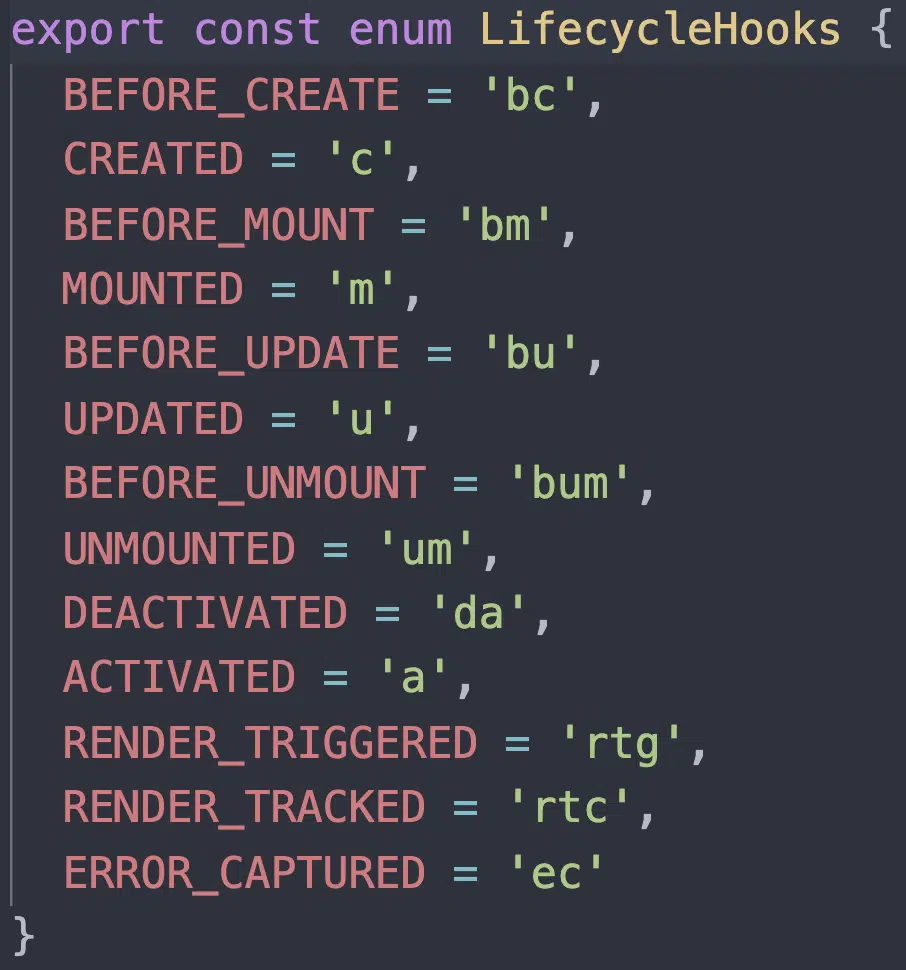 export const enum LifecycleHooks {
  BEFORE_CREATE = 'bc',
  CREATED = 'c',
  BEFORE_MOUNT = 'bm',
  MOUNTED = 'm',
  BEFORE_UPDATE = 'bu',
  UPDATED = 'u',
  BEFORE_UNMOUNT = 'bum',
  UNMOUNTED = 'um',
  DEACTIVATED = 'da',
  ACTIVATED = 'a',
  RENDER_TRIGGERED = 'rtg',
  RENDER_TRACKED = 'rtc',
  ERROR_CAPTURED = 'ec'
}